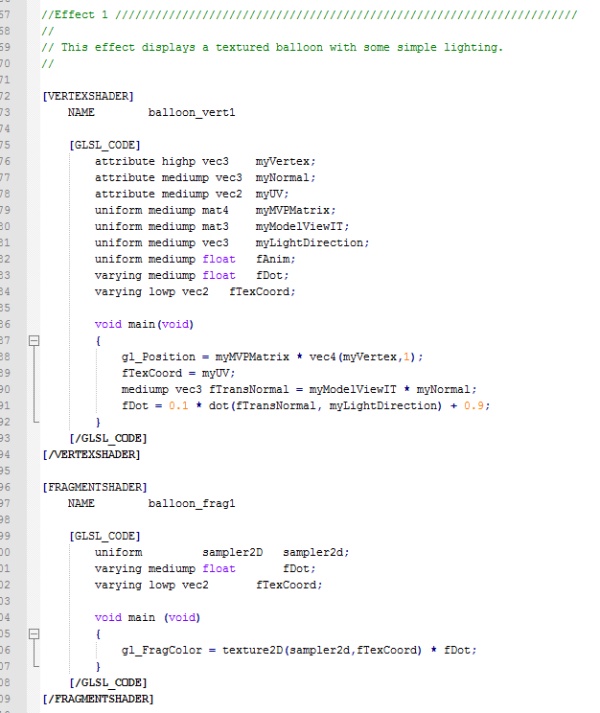 67 //Effect 1 /////////////////////////////////////////////////////////////////////
68 //
69 // This effect displays a textured balloon with some simple lighting.
70 //
71
72 [VERTEXSHADER]
73     NAME        balloon_vert1
74
75     [GLSL_CODE]
76         attribute highp vec3    myVertex;
77         attribute mediump vec3  myNormal;
78         attribute mediump vec2  myUV;
79         uniform mediump mat4    myMVPMatrix;
80         uniform mediump mat3    myModelViewIT;
81         uniform mediump vec3    myLightDirection;
82         uniform mediump float   fAnim;
83         varying mediump float   fDot;
84         varying lowp vec2   fTexCoord;
85
86         void main(void)
87         {
88             gl_Position = myMVPMatrix * vec4(myVertex,1);
89             fTexCoord = myUV;
90             mediump vec3 fTransNormal = myModelViewIT * myNormal;
91             fDot = 0.1 * dot(fTransNormal, myLightDirection) + 0.9;
92         }
93     [/GLSL_CODE]
94 [/VERTEXSHADER]
95
96 [FRAGMENTSHADER]
97     NAME        balloon_frag1
98
99     [GLSL_CODE]
00         uniform         sampler2D   sampler2d;
01         varying mediump float       fDot;
02         varying lowp vec2       fTexCoord;
03
04         void main (void)
05         {
06             gl_FragColor = texture2D(sampler2d,fTexCoord) * fDot;
07         }
08     [/GLSL_CODE]
09 [/FRAGMENTSHADER]